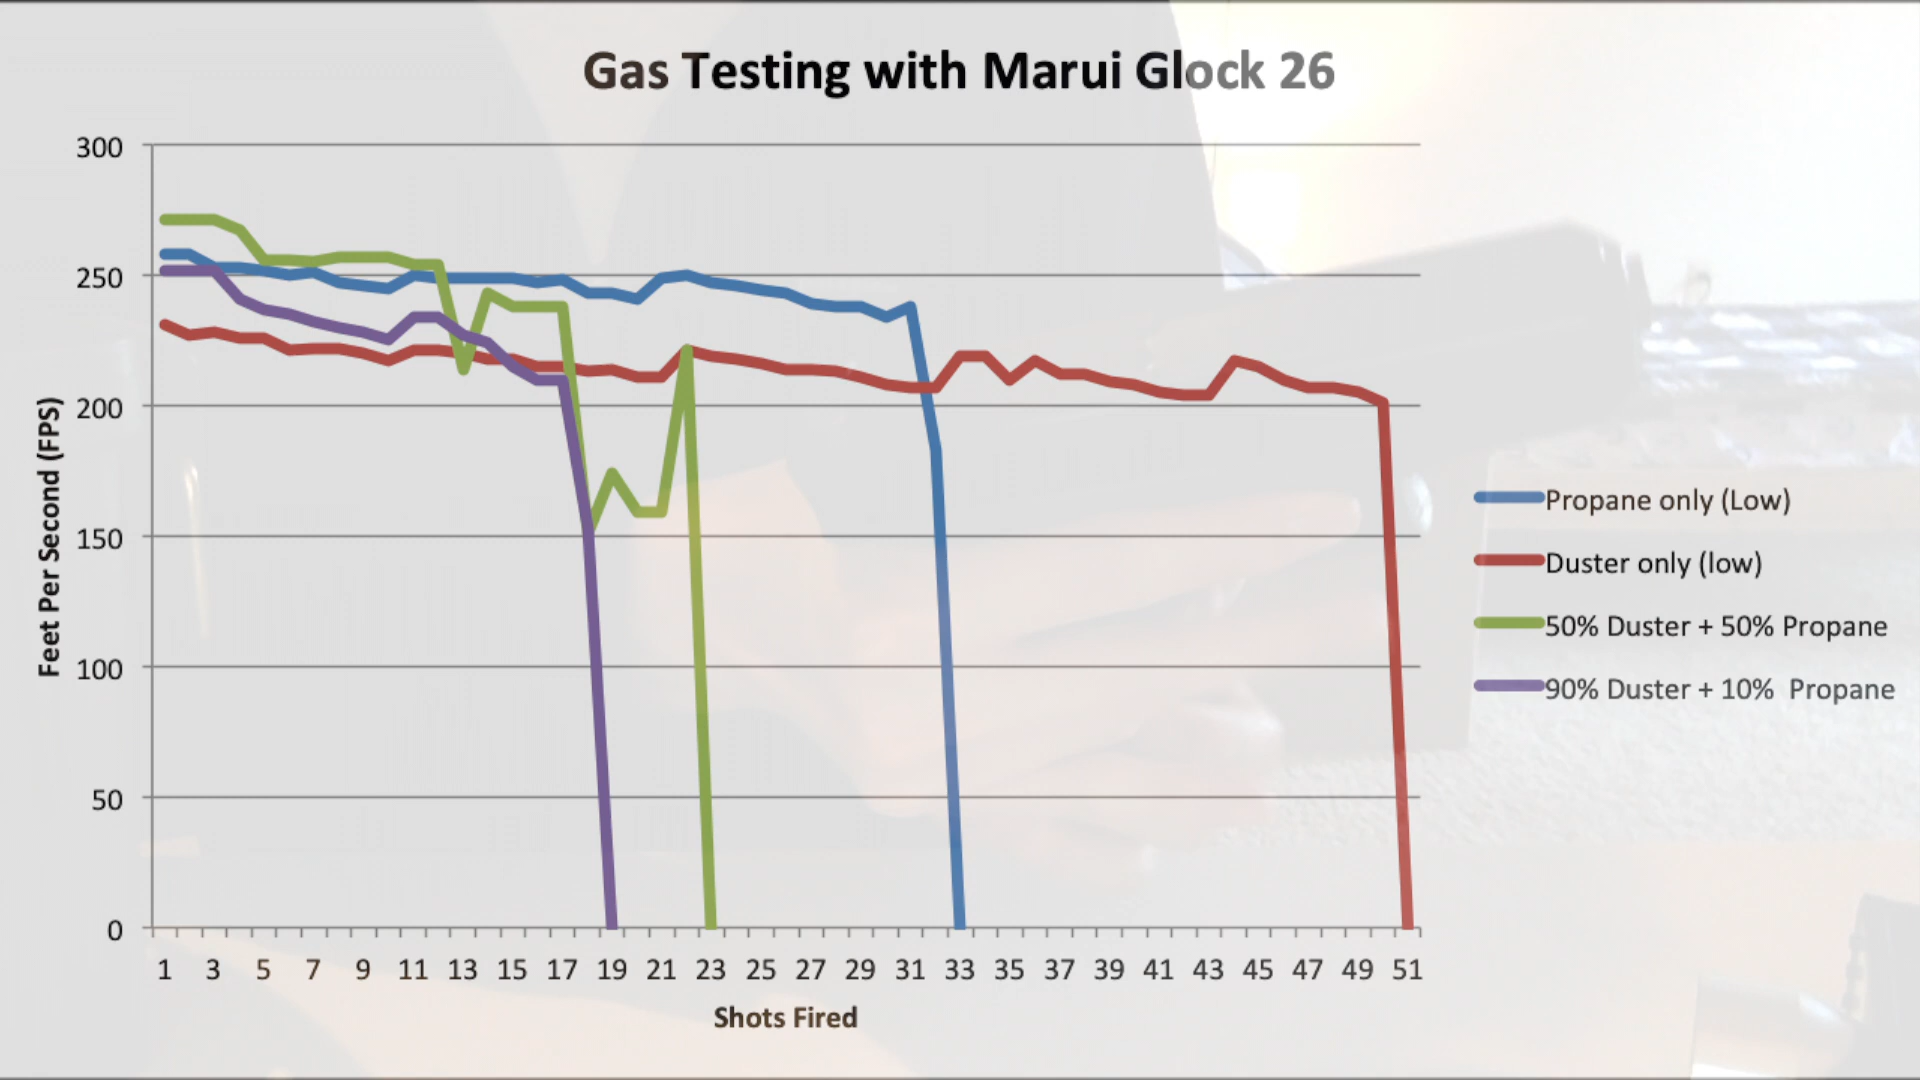 Gas Testing with Marui Glock 26
300
250
200
150
100
50
0
Feet Per Second (FPS)
1 3 5 7 9 11 13 15 17 19 21 23 25 27 29 31 33 35 37 39 41 43 45 47 49 51
Shots Fired
Propane only (Low)
Duster only (low)
50% Duster + 50% Propane
90% Duster + 10% Propane